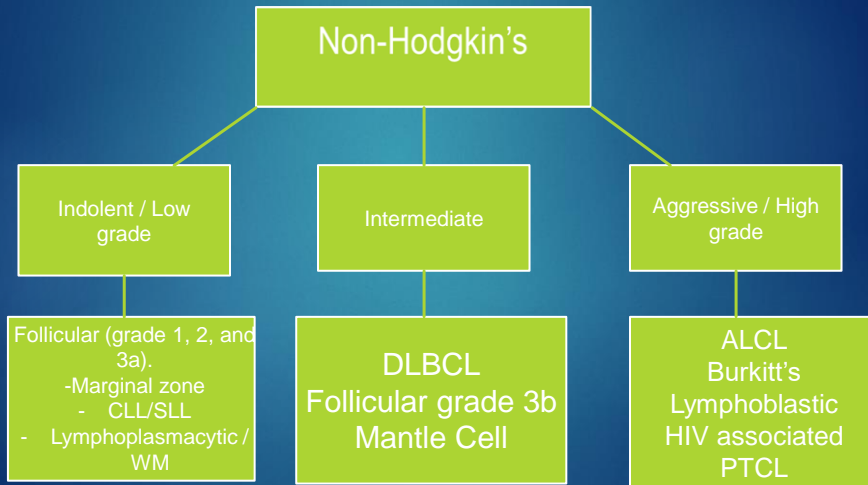 Non-Hodgkin’s
Indolent / Low
grade
Intermediate
Aggressive / High
grade
Follicular (grade 1, 2, and
3a).
-Marginal zone
- CLL/SLL
- Lymphoplasmacytic /
WM
DLBCL
Follicular grade 3b
Mantle Cell
ALCL
Burkitt’s
Lymphoblastic
HIV associated
PTCL